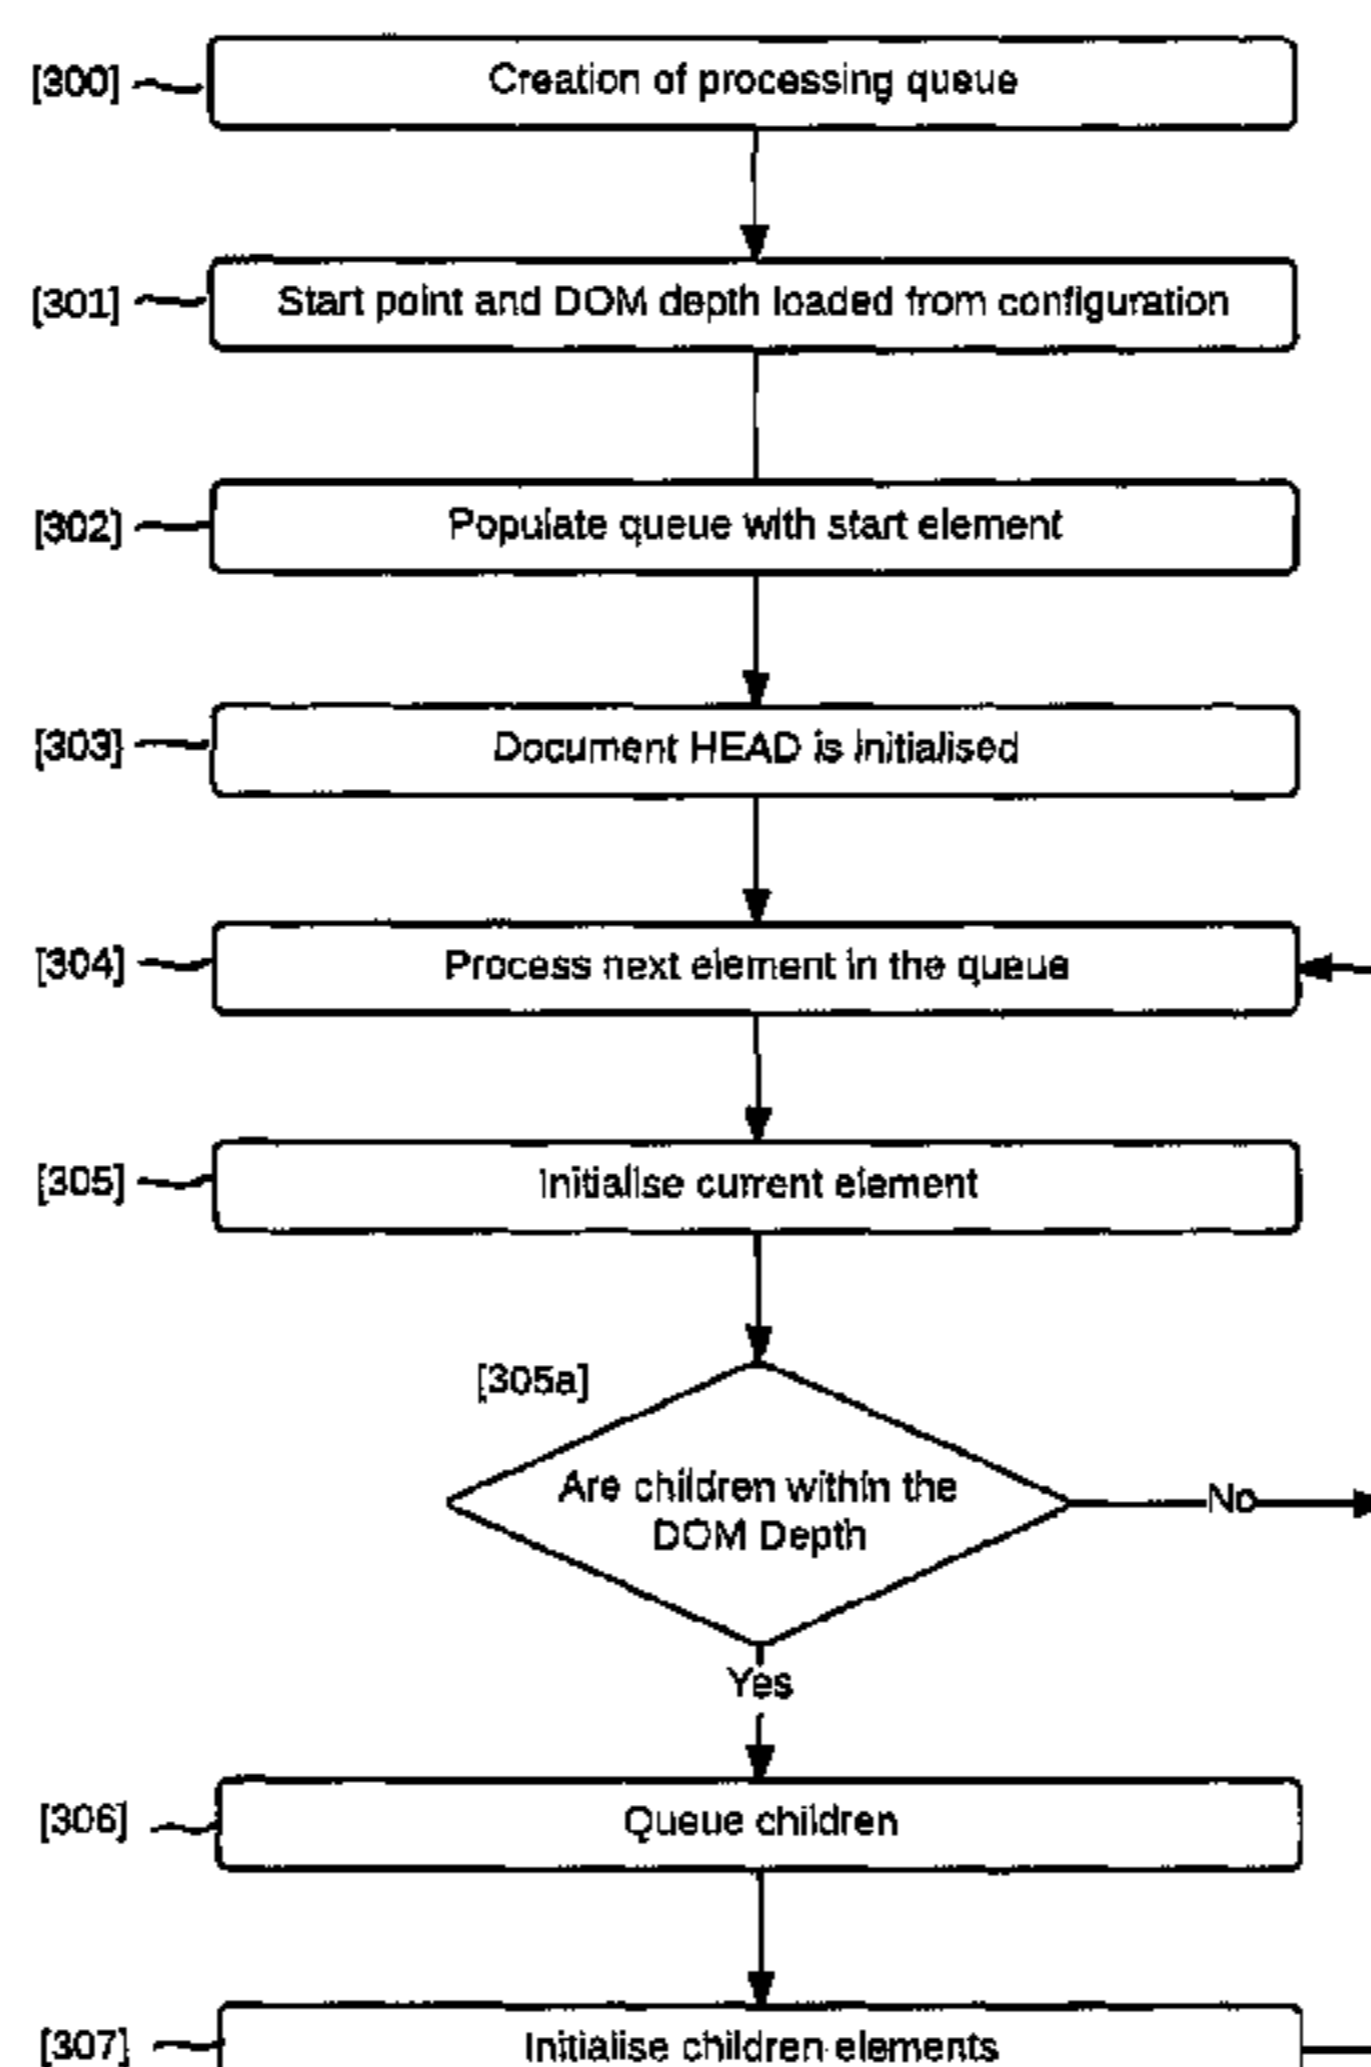 [300] Creation of processing queue
[301] Start point and DOM depth loaded from configuration
[302] Populate queue with start element
[303] Document HEAD is initialised
[304] Process next element in the queue
[305] Initialise current element
[305a]
Are children within the
DOM Depth
No
Yes
[306] Queue children
[307] Initialise children elements